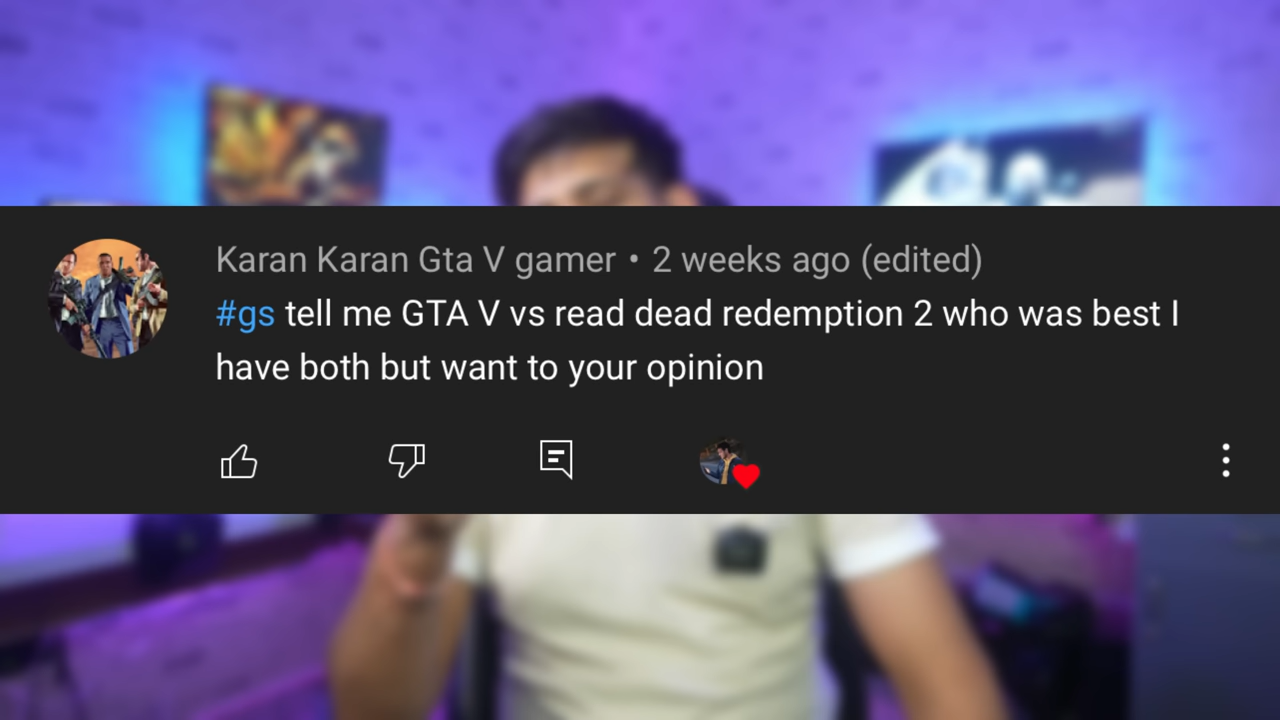 Karan Karan Gta V gamer • 2 weeks ago (edited)
#gs tell me GTA V vs read dead redemption 2 who was best I
have both but want to your opinion